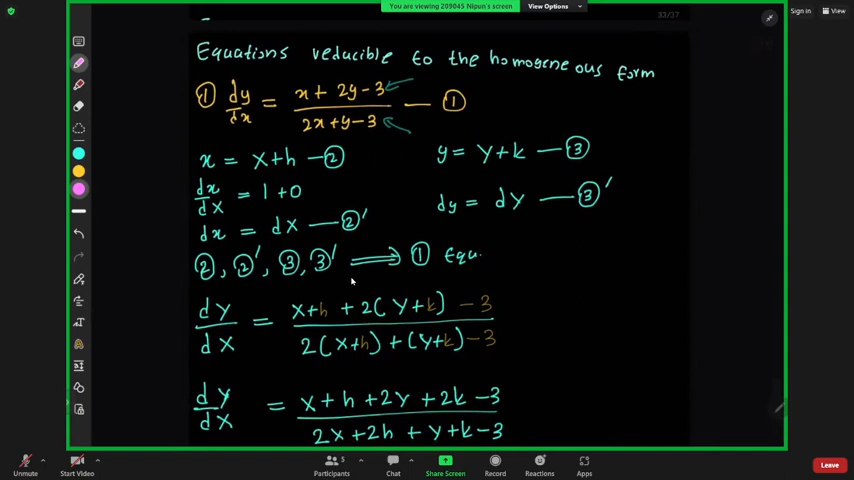 You are viewing 209045 Nipun's screen
View Options
33/37
Sign in
View
Equations reducible to the homogeneous form
① dy/dx = (x + 2y - 3)/(2x + y - 3) — ①
x = X + h — ②
y = Y + k — ③
dx/dX = 1 + 0
dy = dY — ③'
dx = dX — ②'
②, ②', ③, ③' ⟹ ① Equ.
dY/dX = (X+h + 2(Y+k) - 3)/(2(X+h) + (Y+k) - 3)
dY/dX = (X + h + 2Y + 2k - 3)/(2X + 2h + Y + k - 3)
Unmute
Start Video
Participants
5
Chat
Share Screen
Record
Reactions
Apps
Leave